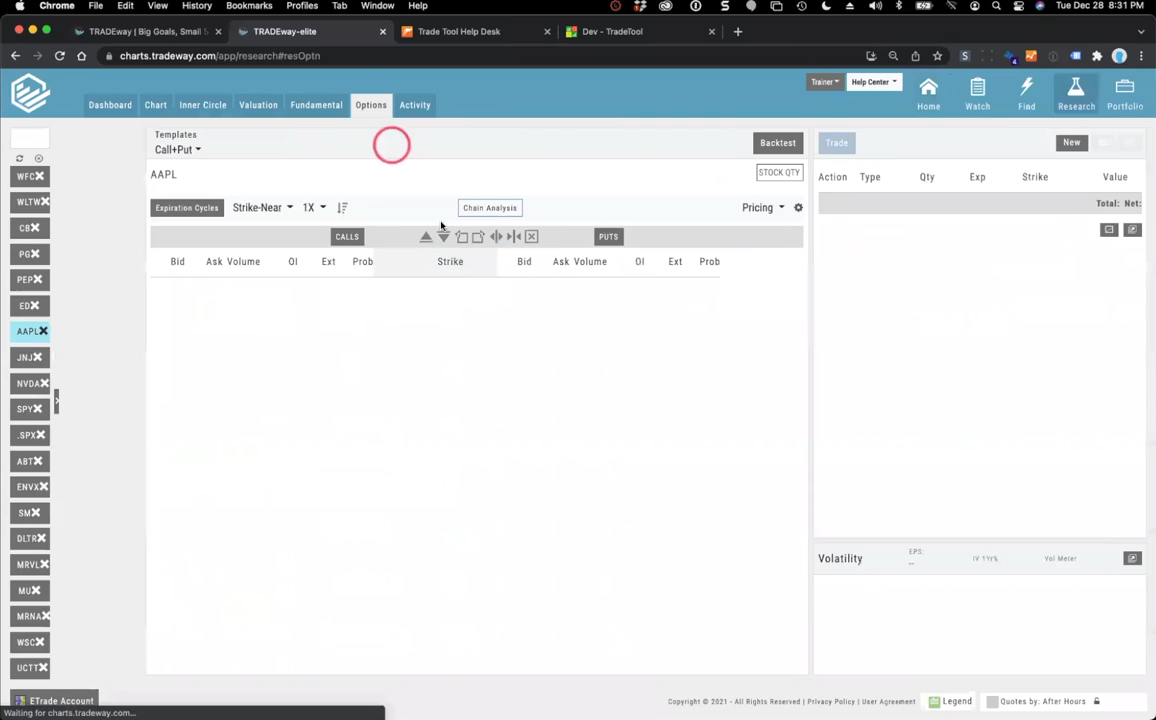 Chrome File Edit View History Bookmarks Profiles Tab Window Help Tue Dec 28 8:31 PM
TRADEway | Big Goals, Small S TRADEway-elite Trade Tool Help Desk Dev - TradeTool
charts.tradeway.com/app/research#resOptn
Dashboard Chart Inner Circle Valuation Fundamental Options Activity
Trainer Help Center
Home Watch Find Research Portfolio
WFC
WLTW
CB
PG
PEP
ED
AAPL
JNJ
NVDA
SPY
.SPX
ABT
ENVX
SM
DLTR
MRVL
MU
MRNA
WSC
UCTT
Templates
Call+Put
Backtest
AAPL
STOCK QTY
Expiration Cycles Strike-Near 1X Chain Analysis Pricing
CALLS PUTS
Bid Ask Volume OI Ext Prob Strike Bid Ask Volume OI Ext Prob
Trade New
Action Type Qty Exp Strike Value
Total: Net:
Volatility EPS: IV 1Yr% Vol Meter
--
ETrade Account
Waiting for charts.tradeway.com...
Copyright © 2021 - All Rights Reserved | Privacy Policy | User Agreement Legend Quotes by: After Hours